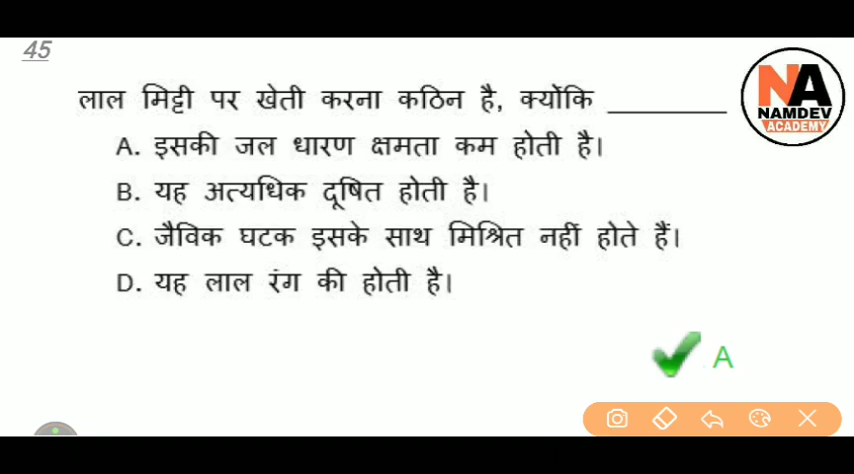 45
NA
NAMDEV
ACADEMY
लाल मिट्टी पर खेती करना कठिन है, क्योंकि ________
A. इसकी जल धारण क्षमता कम होती है।
B. यह अत्यधिक दूषित होती है।
C. जैविक घटक इसके साथ मिश्रित नहीं होते हैं।
D. यह लाल रंग की होती है।
A